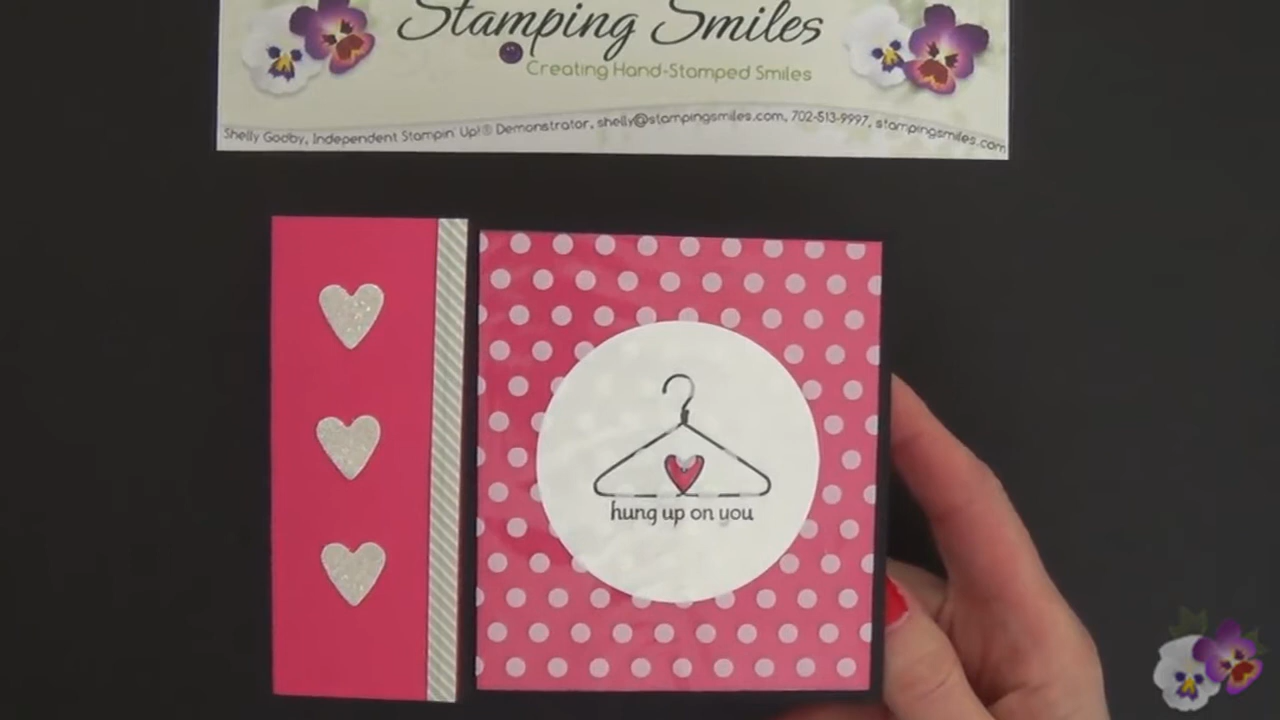 Stamping Smiles
Creating Hand-Stamped Smiles
Shelly Godby, Independent Stampin' Up!® Demonstrator, shelly@stampingsmiles.com, 702-513-9997, stampingsmiles.com
hung up on you